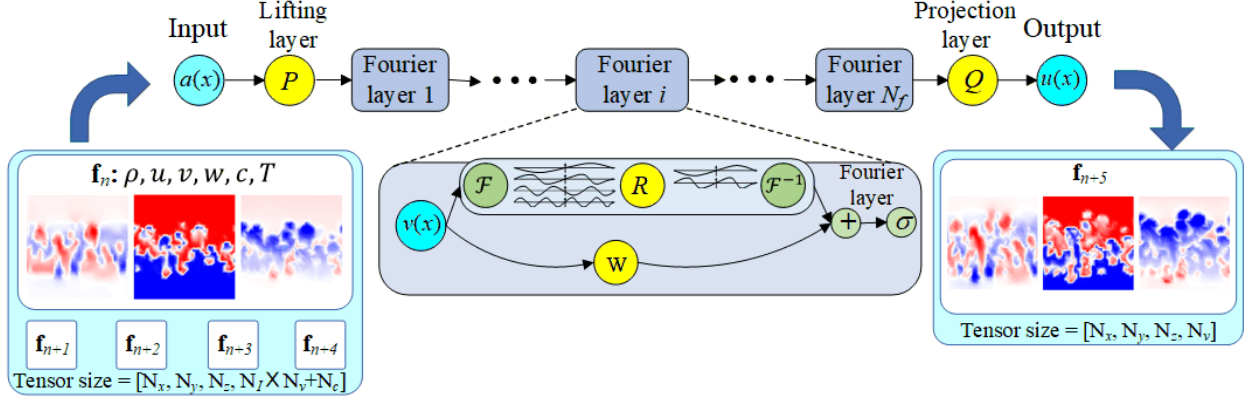 Input
Lifting
layer
Projection
layer
Output
a(x)
P
Fourier
layer 1
Fourier
layer i
Fourier
layer N_f
Q
u(x)
f_n: ρ, u, v, w, c, T
f_{n+1}
f_{n+2}
f_{n+3}
f_{n+4}
Tensor size = [N_x, N_y, N_z, N_I×N_v+N_c]
v(x)
ℱ
R
ℱ⁻¹
W
Fourier
layer
+
σ
f_{n+5}
Tensor size = [N_x, N_y, N_z, N_v]